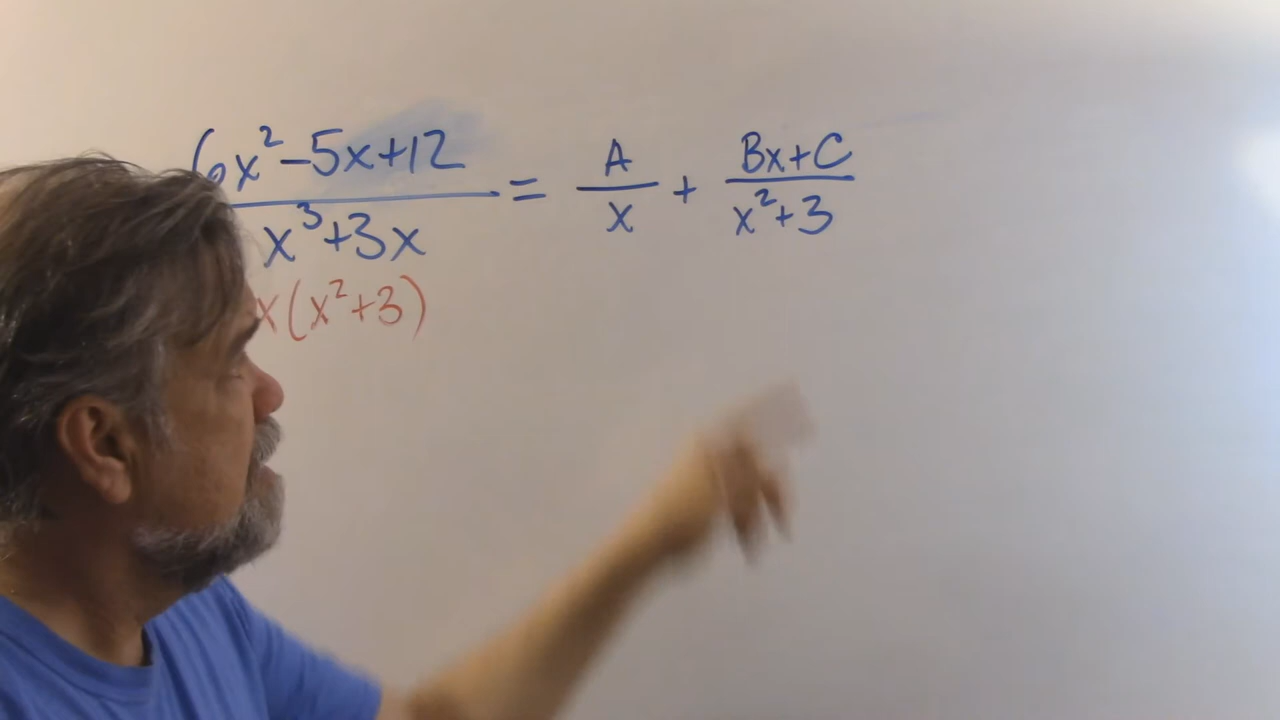 6x²-5x+12 / x³+3x = A / x + Bx+C / x²+3
x(x²+3)